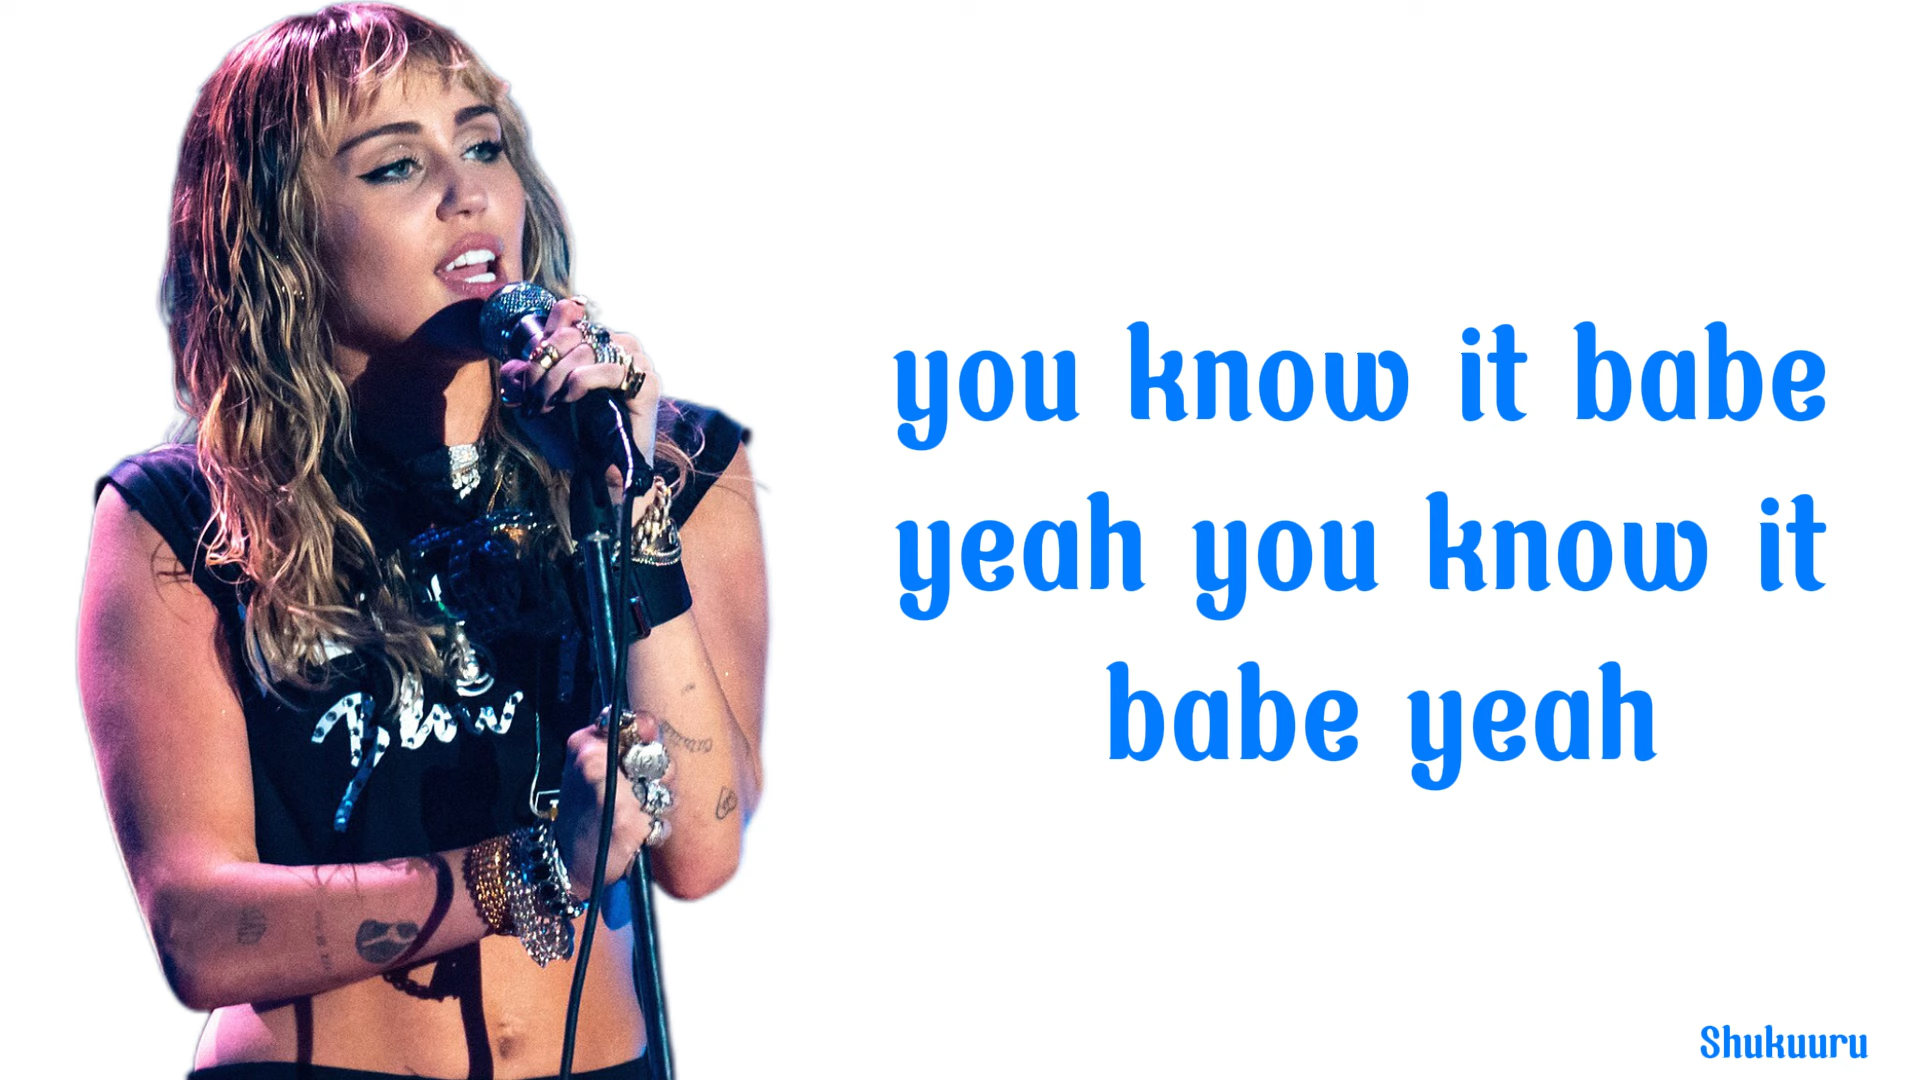 you know it babe
yeah you know it
babe yeah
Shukuuru